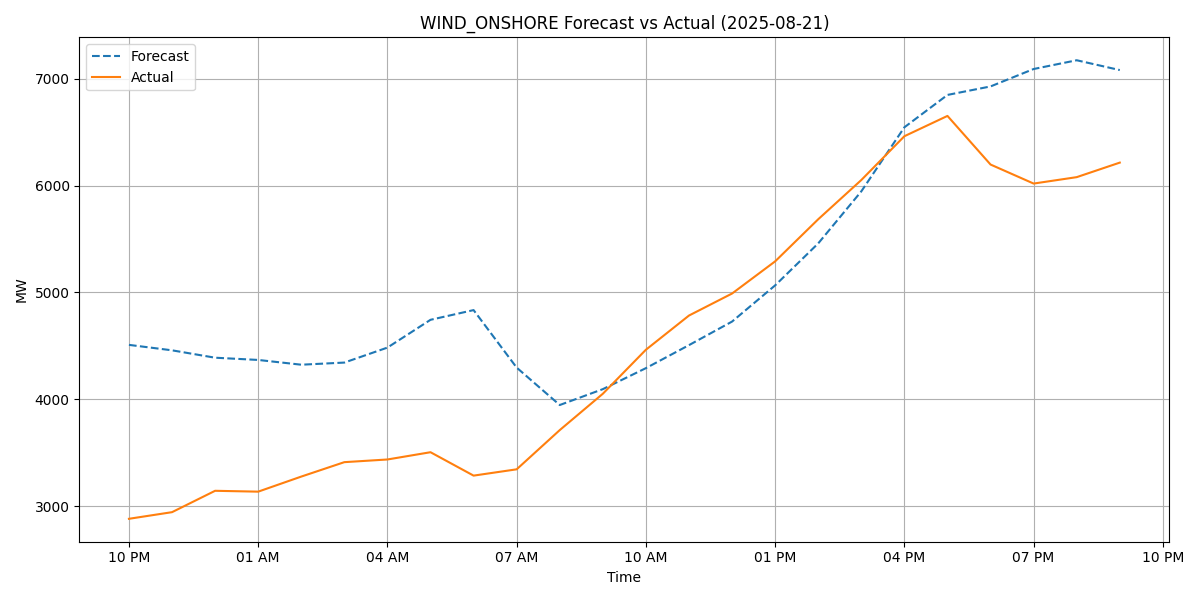 WIND_ONSHORE Forecast vs Actual (2025-08-21)
Forecast
Actual
7000
6000
5000
4000
3000
MW
10 PM 01 AM 04 AM 07 AM 10 AM 01 PM 04 PM 07 PM 10 PM
Time